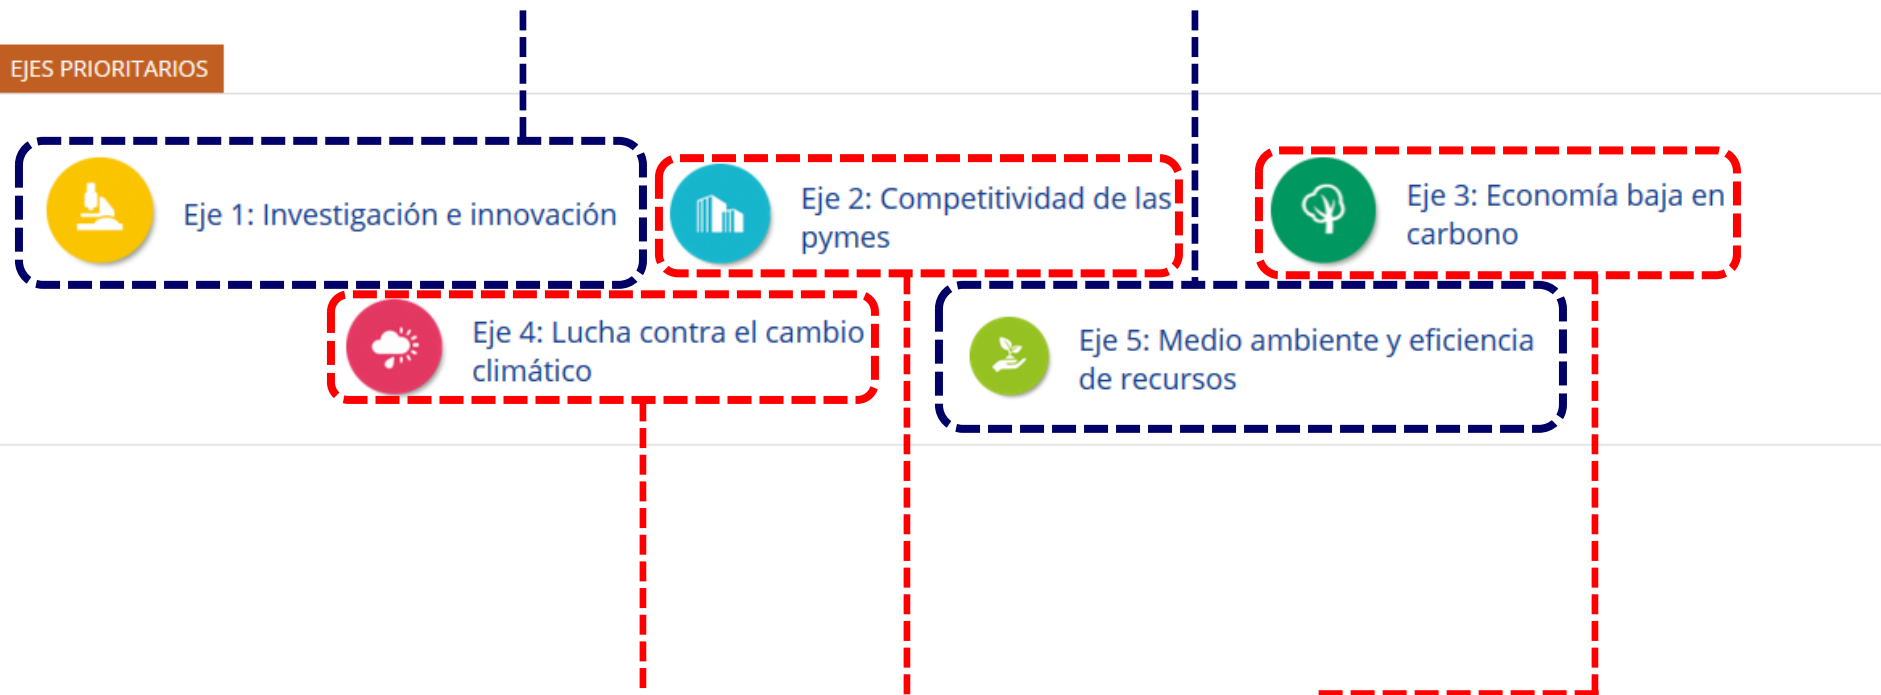 EJES PRIORITARIOS
Eje 1: Investigación e innovación
Eje 2: Competitividad de las
pymes
Eje 3: Economía baja en
carbono
Eje 4: Lucha contra el cambio
climático
Eje 5: Medio ambiente y eficiencia
de recursos